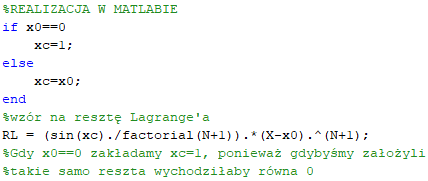 %REALIZACJA W MATLABIE
if x0==0
    xc=1;
else
    xc=x0;
end
%wzór na resztę Lagrange'a
RL = (sin(xc)./factorial(N+1)).*(X-x0).^(N+1);
%Gdy x0==0 zakładamy xc=1, ponieważ gdybyśmy założyli
%takie samo reszta wychodziłaby równa 0